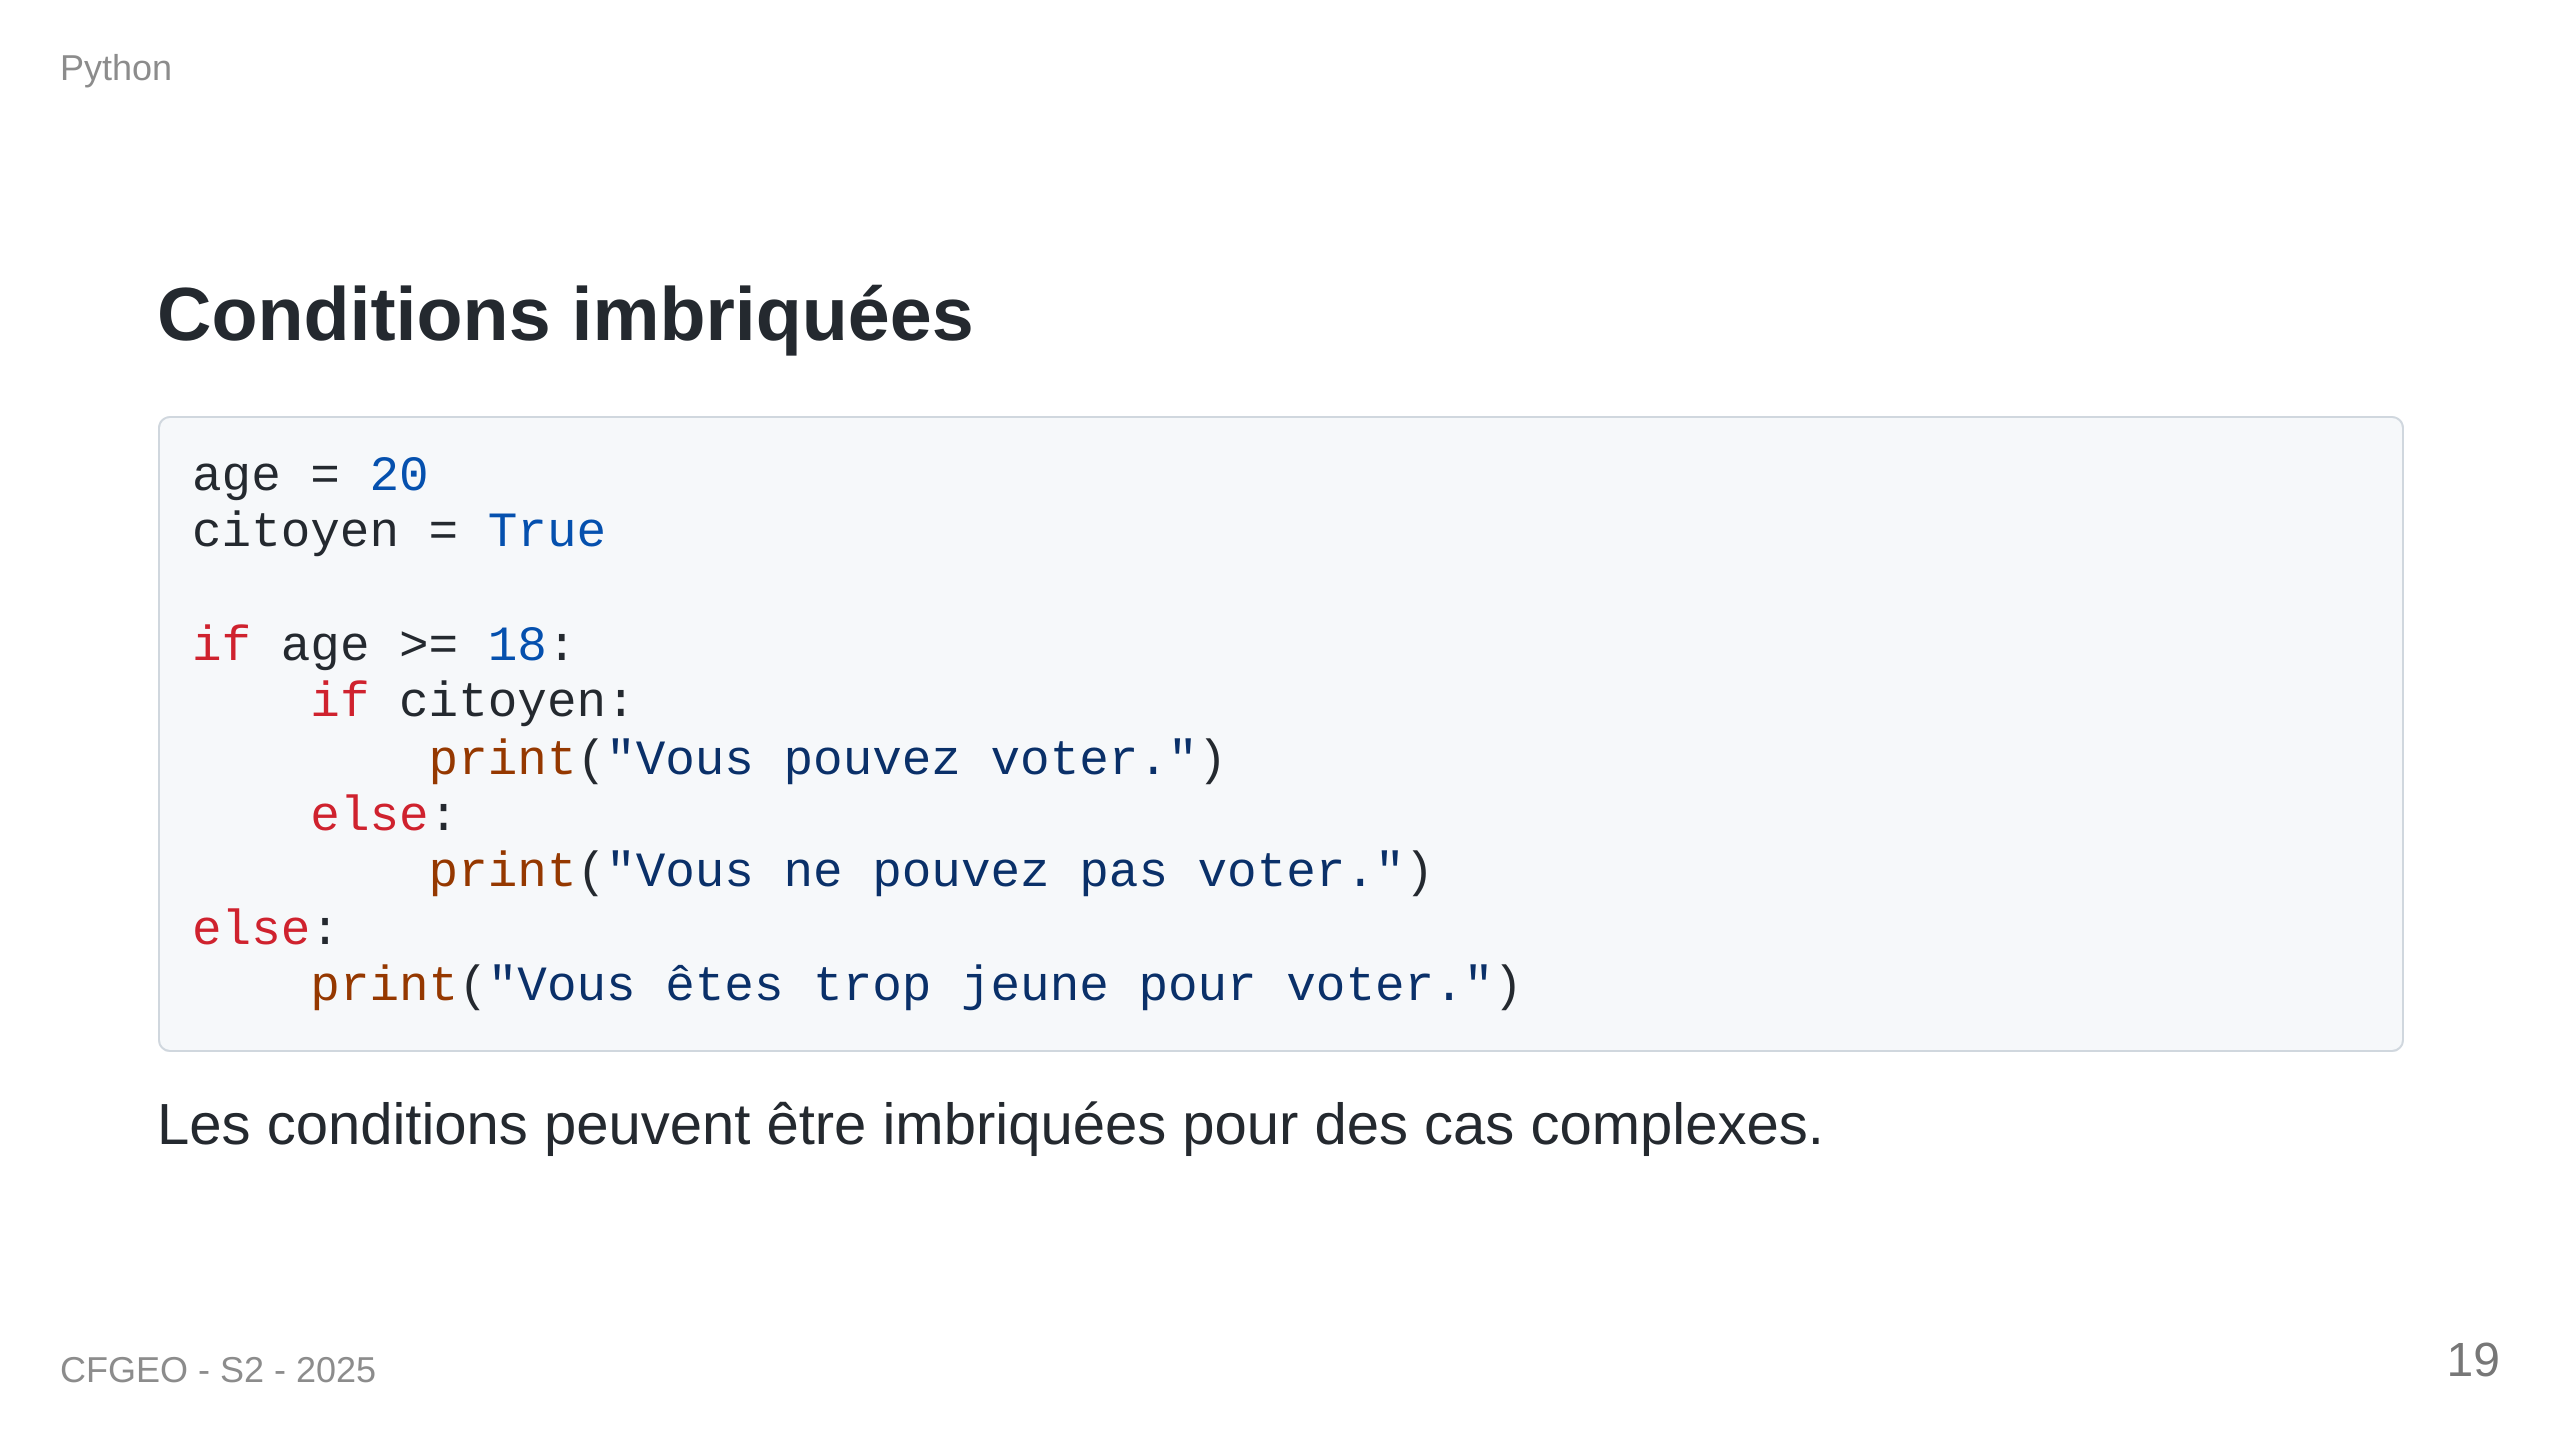 Python
Conditions imbriquées
age = 20
citoyen = True

if age >= 18:
    if citoyen:
        print("Vous pouvez voter.")
    else:
        print("Vous ne pouvez pas voter.")
else:
    print("Vous êtes trop jeune pour voter.")
Les conditions peuvent être imbriquées pour des cas complexes.
CFGEO - S2 - 2025
19